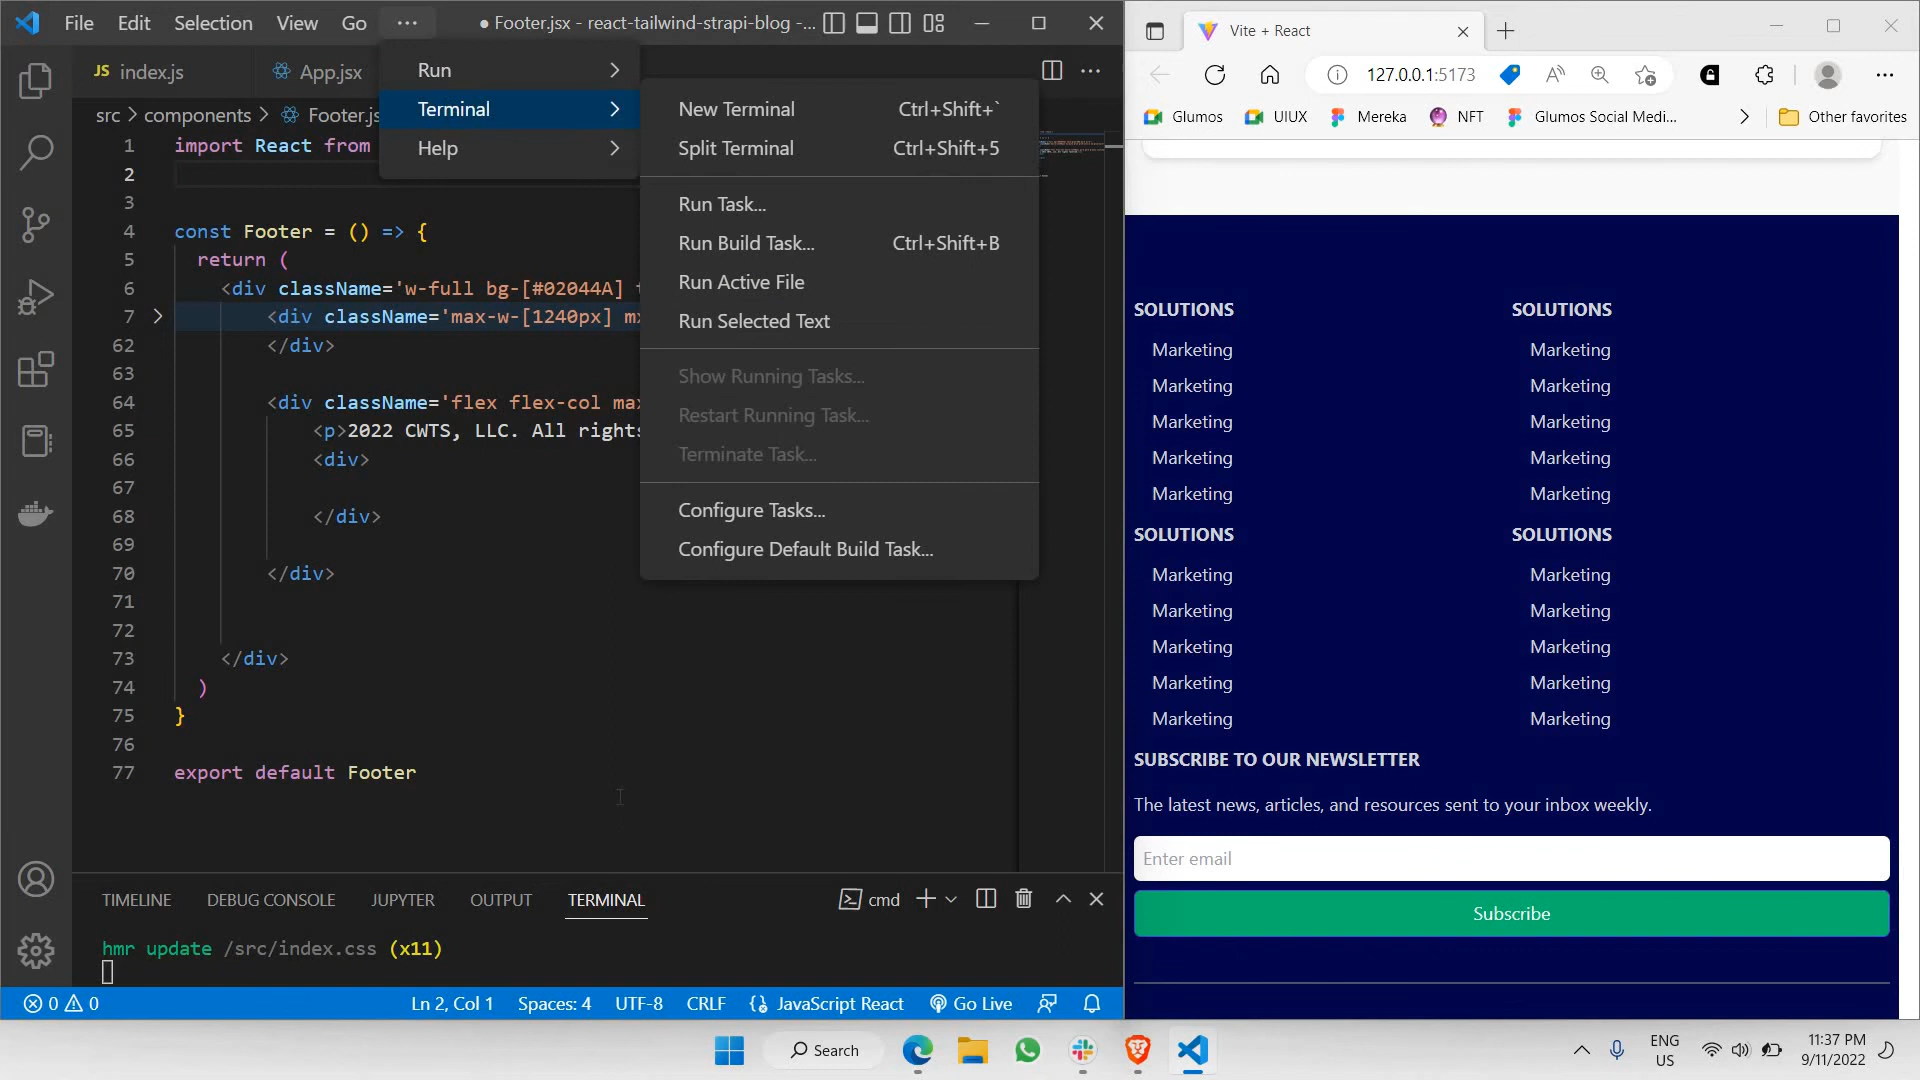 File Edit Selection View Go ··· ● Footer.jsx - react-tailwind-strapi-blog -...
JS index.js App.jsx
src > components > Footer.js
Run
Terminal
Help
New Terminal Ctrl+Shift+`
Split Terminal Ctrl+Shift+5
Run Task...
Run Build Task... Ctrl+Shift+B
Run Active File
Run Selected Text
Show Running Tasks...
Restart Running Task...
Terminate Task...
Configure Tasks...
Configure Default Build Task...
1 import React from
2
3
4 const Footer = () => {
5 return (
6 <div className='w-full bg-[#02044A]
7 <div className='max-w-[1240px]
62 </div>
63
64 <div className='flex flex-col
65 <p>2022 CWTS, LLC. All rights
66 <div>
67
68 </div>
69
70 </div>
71
72
73 </div>
74 )
75 }
76
77 export default Footer
TIMELINE DEBUG CONSOLE JUPYTER OUTPUT TERMINAL cmd
hmr update /src/index.css (x11)
0 0 Ln 2, Col 1 Spaces: 4 UTF-8 CRLF JavaScript React Go Live
Vite + React
127.0.0.1:5173
Glumos UIUX Mereka NFT Glumos Social Medi... Other favorites
SOLUTIONS SOLUTIONS
Marketing Marketing
Marketing Marketing
Marketing Marketing
Marketing Marketing
Marketing Marketing
SOLUTIONS SOLUTIONS
Marketing Marketing
Marketing Marketing
Marketing Marketing
Marketing Marketing
Marketing Marketing
SUBSCRIBE TO OUR NEWSLETTER
The latest news, articles, and resources sent to your inbox weekly.
Enter email
Subscribe
Search
ENG
US
11:37 PM
9/11/2022